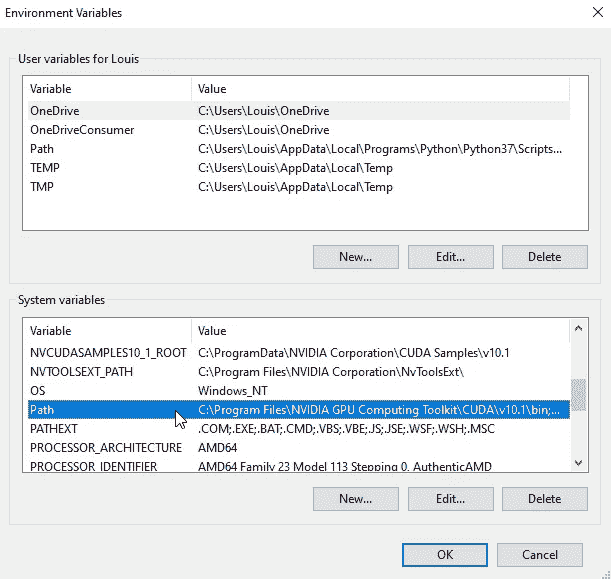 Environment Variables
User variables for Louis
Variable Value
OneDrive C:\Users\Louis\OneDrive
OneDriveConsumer C:\Users\Louis\OneDrive
Path C:\Users\Louis\AppData\Local\Programs\Python\Python37\Scripts...
TEMP C:\Users\Louis\AppData\Local\Temp
TMP C:\Users\Louis\AppData\Local\Temp
New... Edit... Delete
System variables
Variable Value
NVCUDASAMPLES10_1_ROOT C:\ProgramData\NVIDIA Corporation\CUDA Samples\v10.1
NVTOOLSEXT_PATH C:\Program Files\NVIDIA Corporation\NvToolsExt\
OS Windows_NT
Path C:\Program Files\NVIDIA GPU Computing Toolkit\CUDA\v10.1\bin;...
PATHEXT .COM;.EXE;.BAT;.CMD;.VBS;.VBE;.JS;.JSE;.WSF;.WSH;.MSC
PROCESSOR_ARCHITECTURE AMD64
PROCESSOR_IDENTIFIER AMD64 Family 23 Model 113 Stepping 0, AuthenticAMD
New... Edit... Delete
OK Cancel